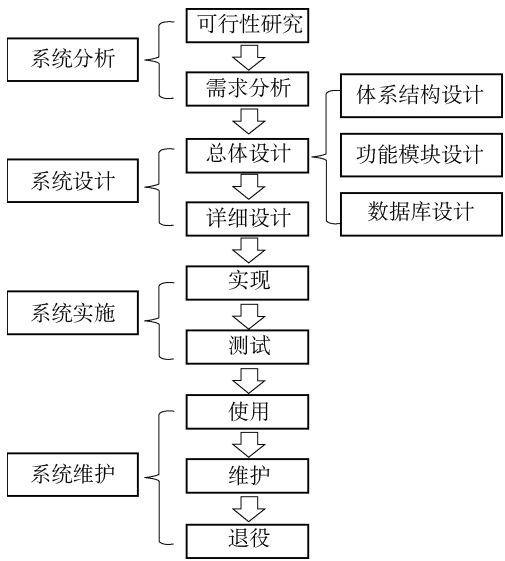 可行性研究
系统分析
需求分析
体系结构设计
总体设计
功能模块设计
系统设计
详细设计
数据库设计
实现
系统实施
测试
使用
系统维护
维护
退役